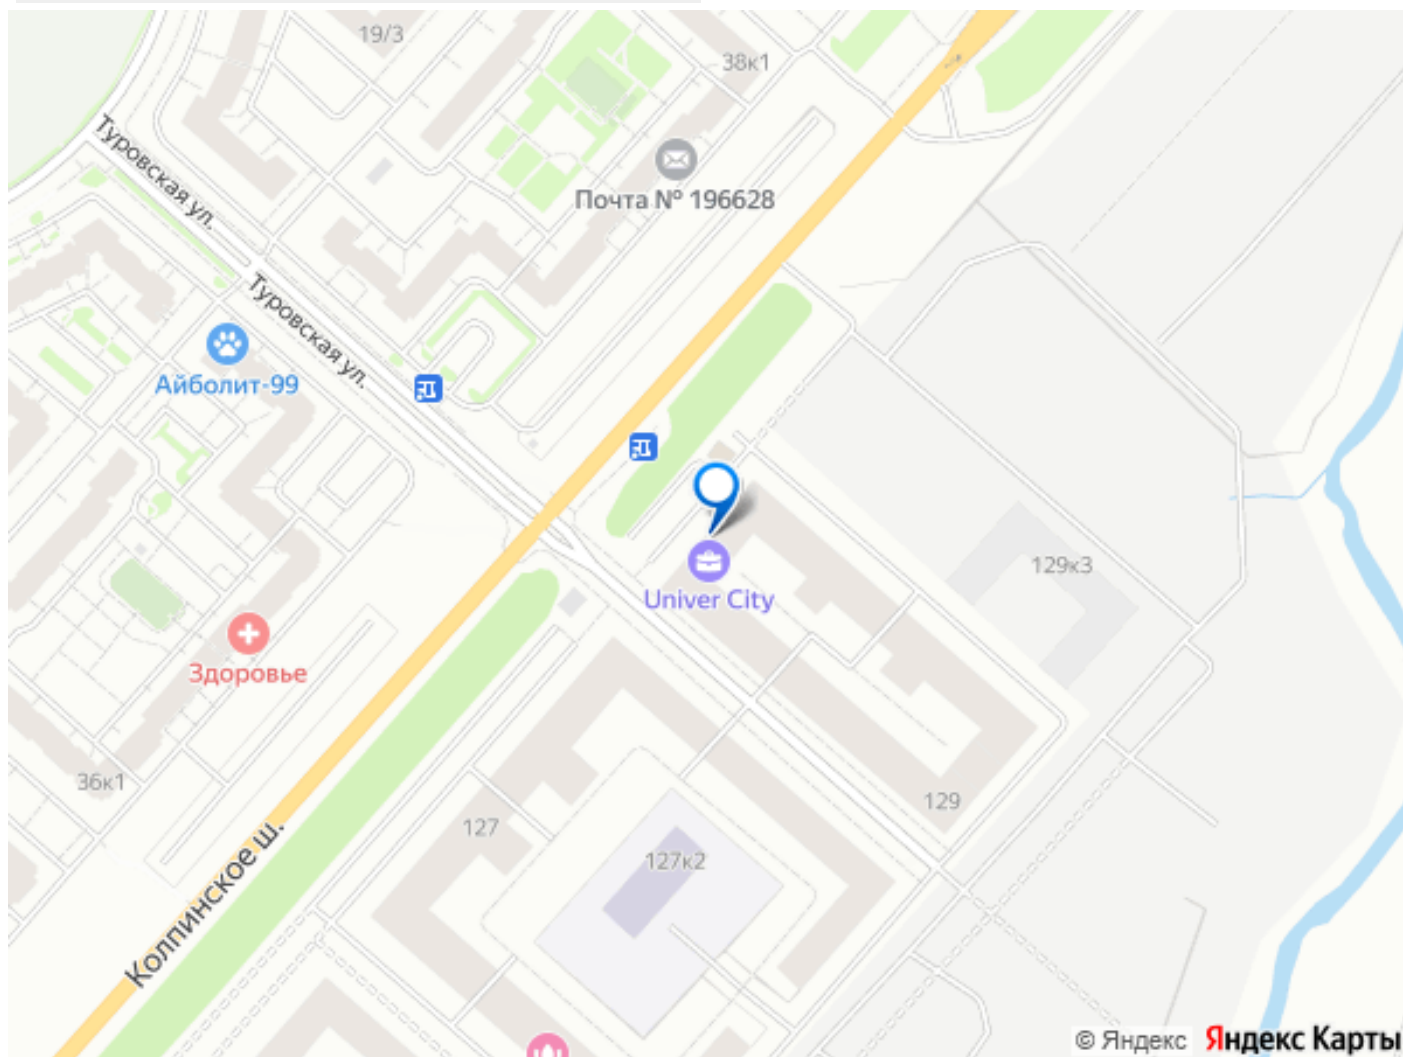 19/3
38к1
Туровская ул.
Почта № 196628
Туровская ул.
Айболит-99
Univer City
129к3
Здоровье
36к1
129
127
127к2
Колпинское ш.
© Яндекс Яндекс Карты